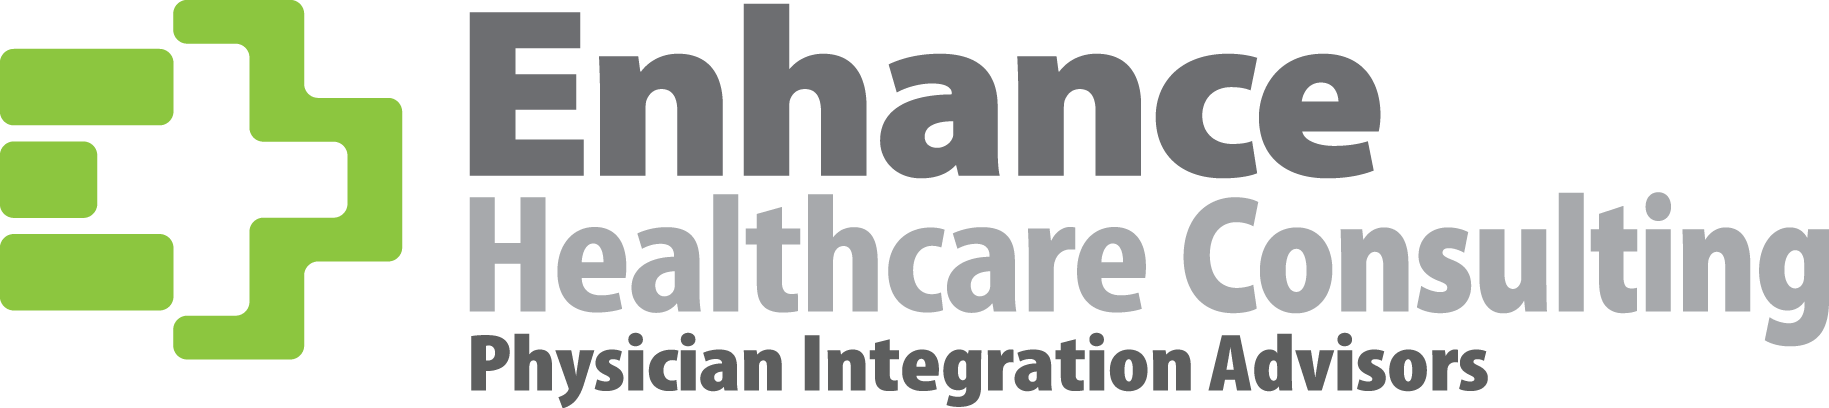 Enhance
Healthcare Consulting
Physician Integration Advisors